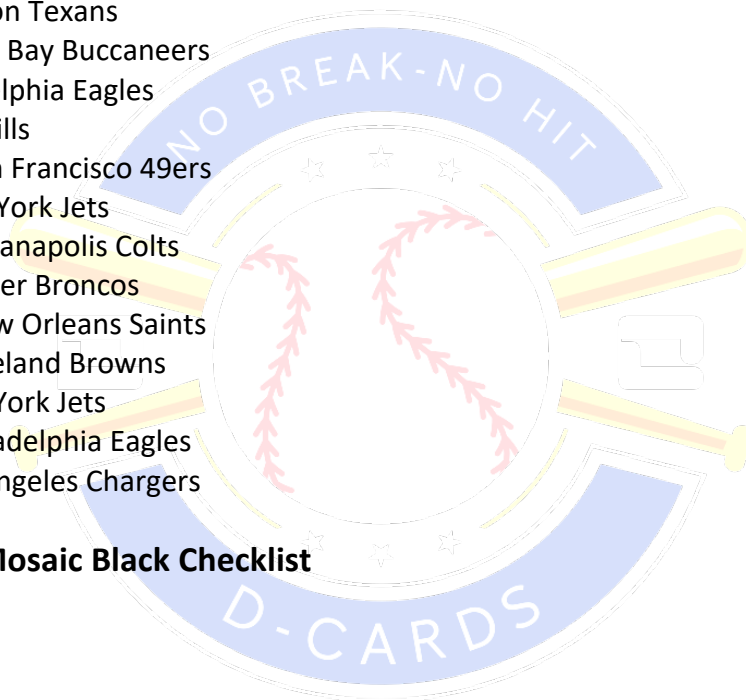 on Texans
Bay Buccaneers
lphia Eagles
ills
Francisco 49ers
York Jets
anapolis Colts
er Broncos
w Orleans Saints
eland Browns
York Jets
adelphia Eagles
ngeles Chargers
Mosaic Black Checklist
NO BREAK-NO HIT
D-CARDS